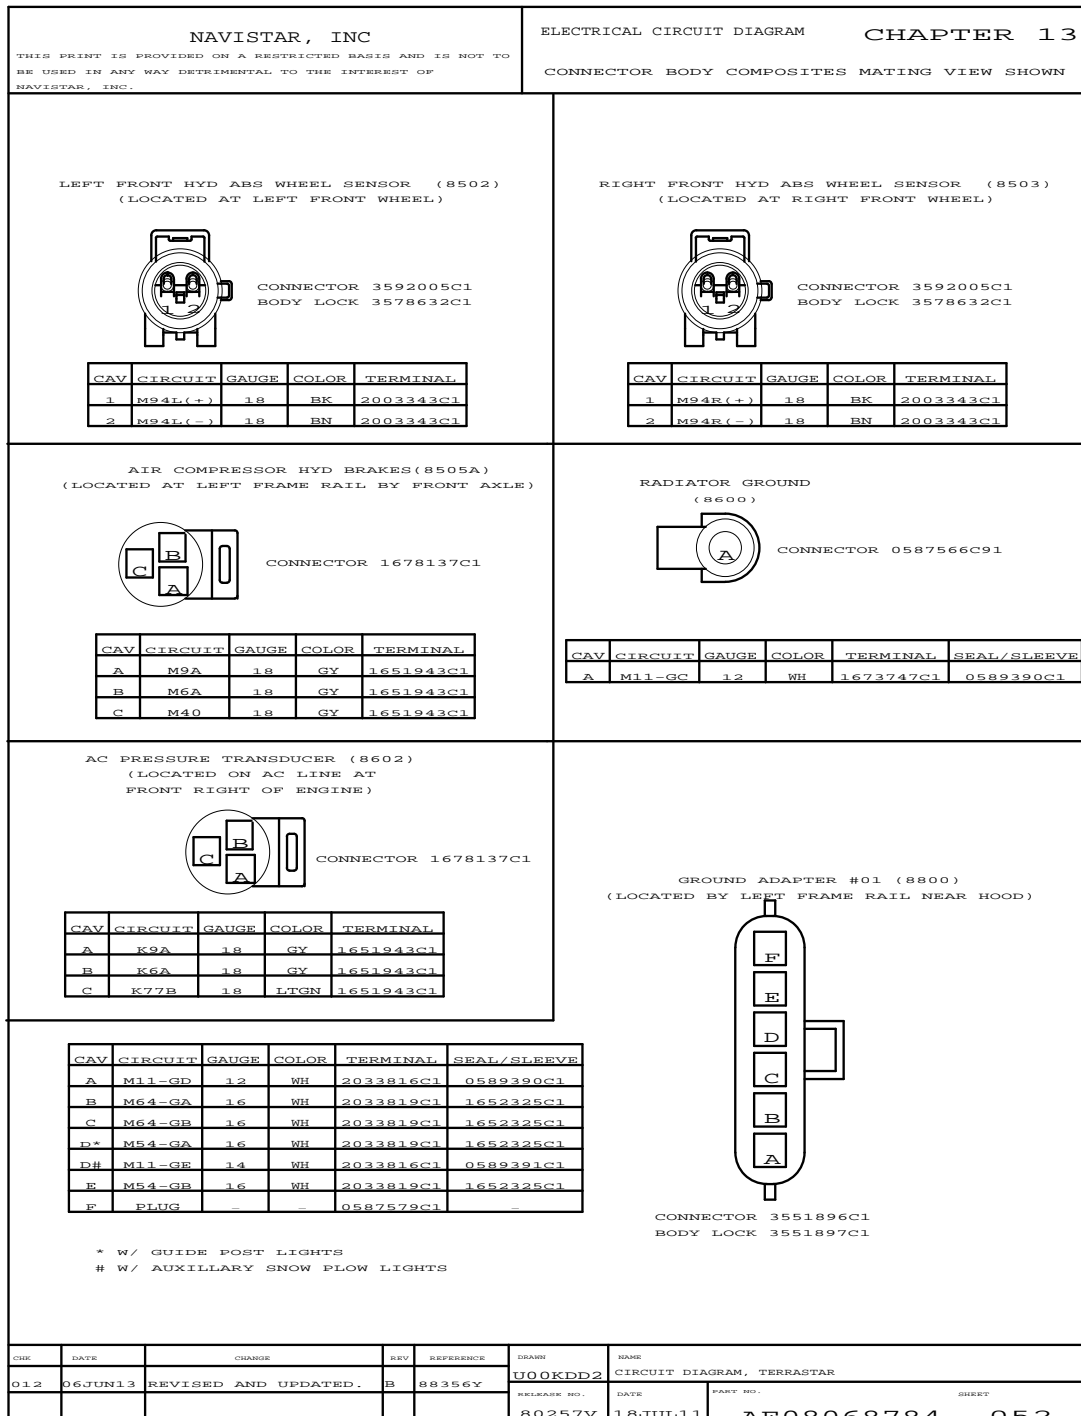 NAVISTAR, INC
THIS PRINT IS PROVIDED ON A RESTRICTED BASIS AND IS NOT TO
BE USED IN ANY WAY DETRIMENTAL TO THE INTEREST OF
NAVISTAR, INC.
ELECTRICAL CIRCUIT DIAGRAM CHAPTER 13
CONNECTOR BODY COMPOSITES MATING VIEW SHOWN
LEFT FRONT HYD ABS WHEEL SENSOR (8502)
(LOCATED AT LEFT FRONT WHEEL)
1 2
CONNECTOR 3592005C1
BODY LOCK 3578632C1
CAV CIRCUIT GAUGE COLOR TERMINAL
1 M94L(+) 18 BK 2003343C1
2 M94L(-) 18 BN 2003343C1
RIGHT FRONT HYD ABS WHEEL SENSOR (8503)
(LOCATED AT RIGHT FRONT WHEEL)
1 2
CONNECTOR 3592005C1
BODY LOCK 3578632C1
CAV CIRCUIT GAUGE COLOR TERMINAL
1 M94R(+) 18 BK 2003343C1
2 M94R(-) 18 BN 2003343C1
AIR COMPRESSOR HYD BRAKES(8505A)
(LOCATED AT LEFT FRAME RAIL BY FRONT AXLE)
B
C
A
CONNECTOR 1678137C1
CAV CIRCUIT GAUGE COLOR TERMINAL
A M9A 18 GY 1651943C1
B M6A 18 GY 1651943C1
C M40 18 GY 1651943C1
RADIATOR GROUND
(8600)
A
CONNECTOR 0587566C91
CAV CIRCUIT GAUGE COLOR TERMINAL SEAL/SLEEVE
A M11-GC 12 WH 1673747C1 0589390C1
AC PRESSURE TRANSDUCER (8602)
(LOCATED ON AC LINE AT
FRONT RIGHT OF ENGINE)
B
C
A
CONNECTOR 1678137C1
CAV CIRCUIT GAUGE COLOR TERMINAL
A K9A 18 GY 1651943C1
B K6A 18 GY 1651943C1
C K77B 18 LTGN 1651943C1
GROUND ADAPTER #01 (8800)
(LOCATED BY LEFT FRAME RAIL NEAR HOOD)
F
E
D
C
B
A
CONNECTOR 3551896C1
BODY LOCK 3551897C1
CAV CIRCUIT GAUGE COLOR TERMINAL SEAL/SLEEVE
A M11-GD 12 WH 2033816C1 0589390C1
B M64-GA 16 WH 2033819C1 1652325C1
C M64-GB 16 WH 2033819C1 1652325C1
D* M54-GA 16 WH 2033819C1 1652325C1
D# M11-GE 14 WH 2033816C1 0589391C1
E M54-GB 16 WH 2033819C1 1652325C1
F PLUG - - 0587579C1 -
* W/ GUIDE POST LIGHTS
# W/ AUXILLARY SNOW PLOW LIGHTS
CHK DATE CHANGE REV REFERENCE
012 06JUN13 REVISED AND UPDATED. B 88356Y
DRAWN NAME
U00KDD2 CIRCUIT DIAGRAM, TERRASTAR
RELEASE NO. DATE PART NO. SHEET
80257V 18JUL11 AE08068784 052